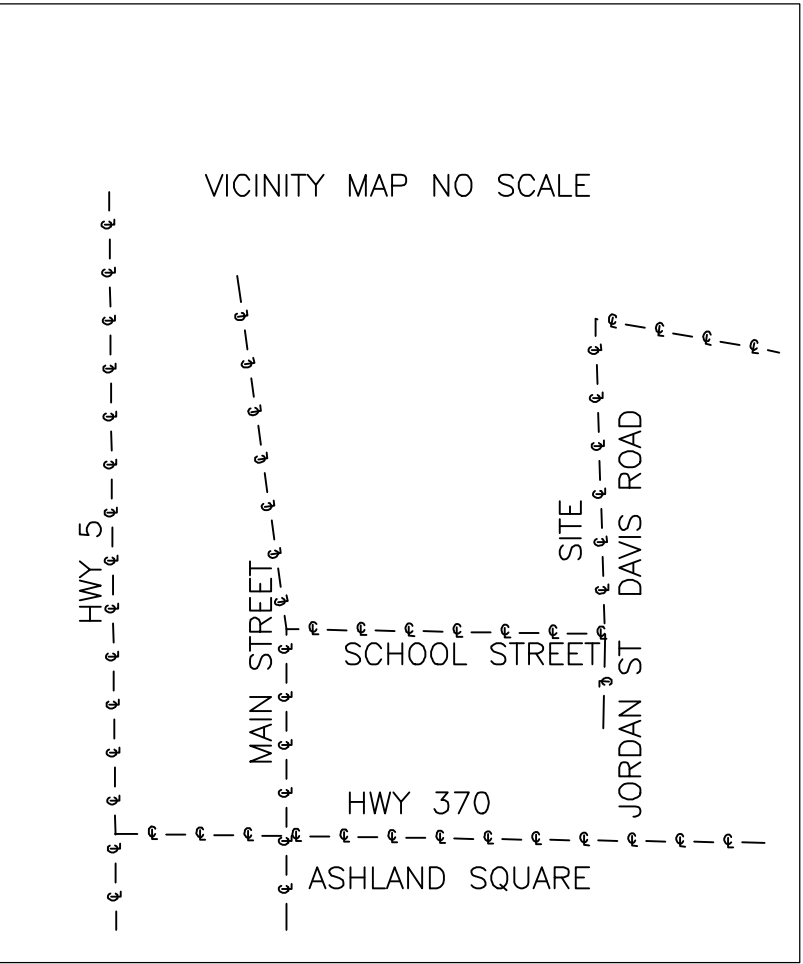 VICINITY MAP NO SCALE
HWY 5
MAIN STREET
SITE
DAVIS ROAD
SCHOOL STREET
JORDAN ST
HWY 370
ASHLAND SQUARE